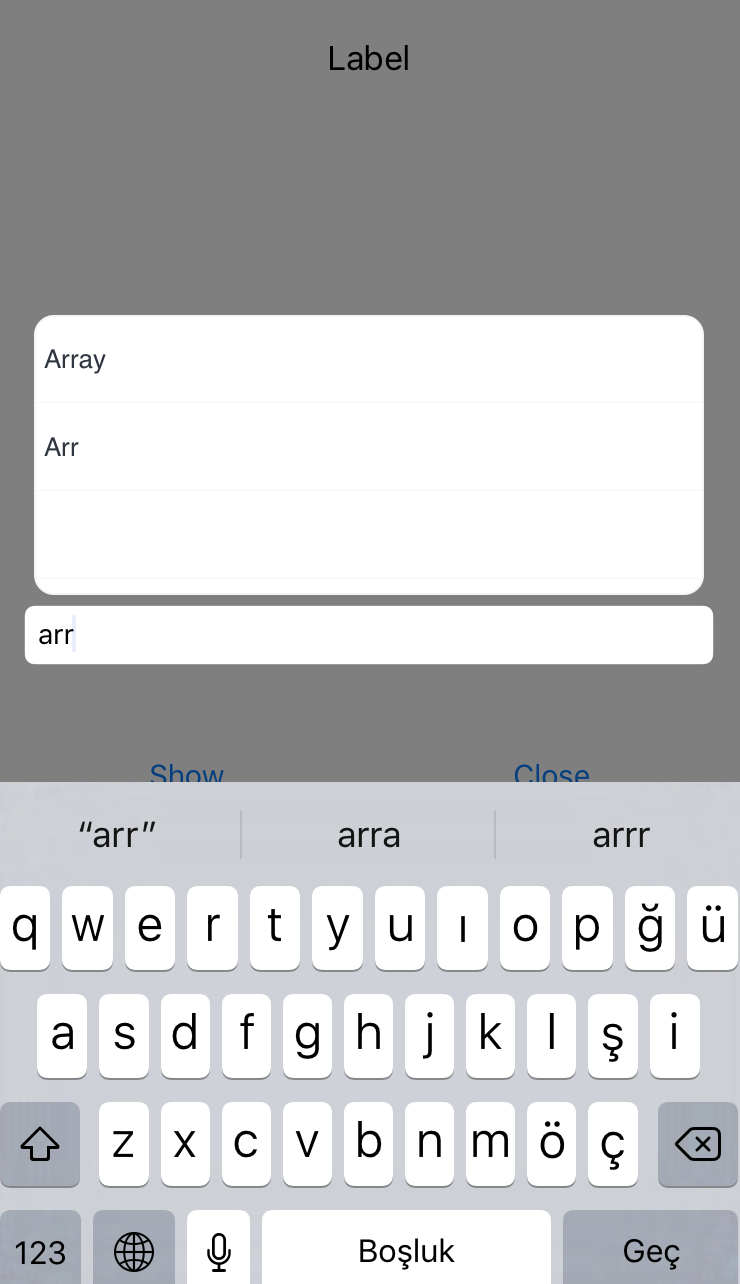 Label
Array
Arr
arr
Show Close
“arr” arra arrr
q w e r t y u ı o p ğ ü
a s d f g h j k l ş i
z x c v b n m ö ç
123 Boşluk Geç